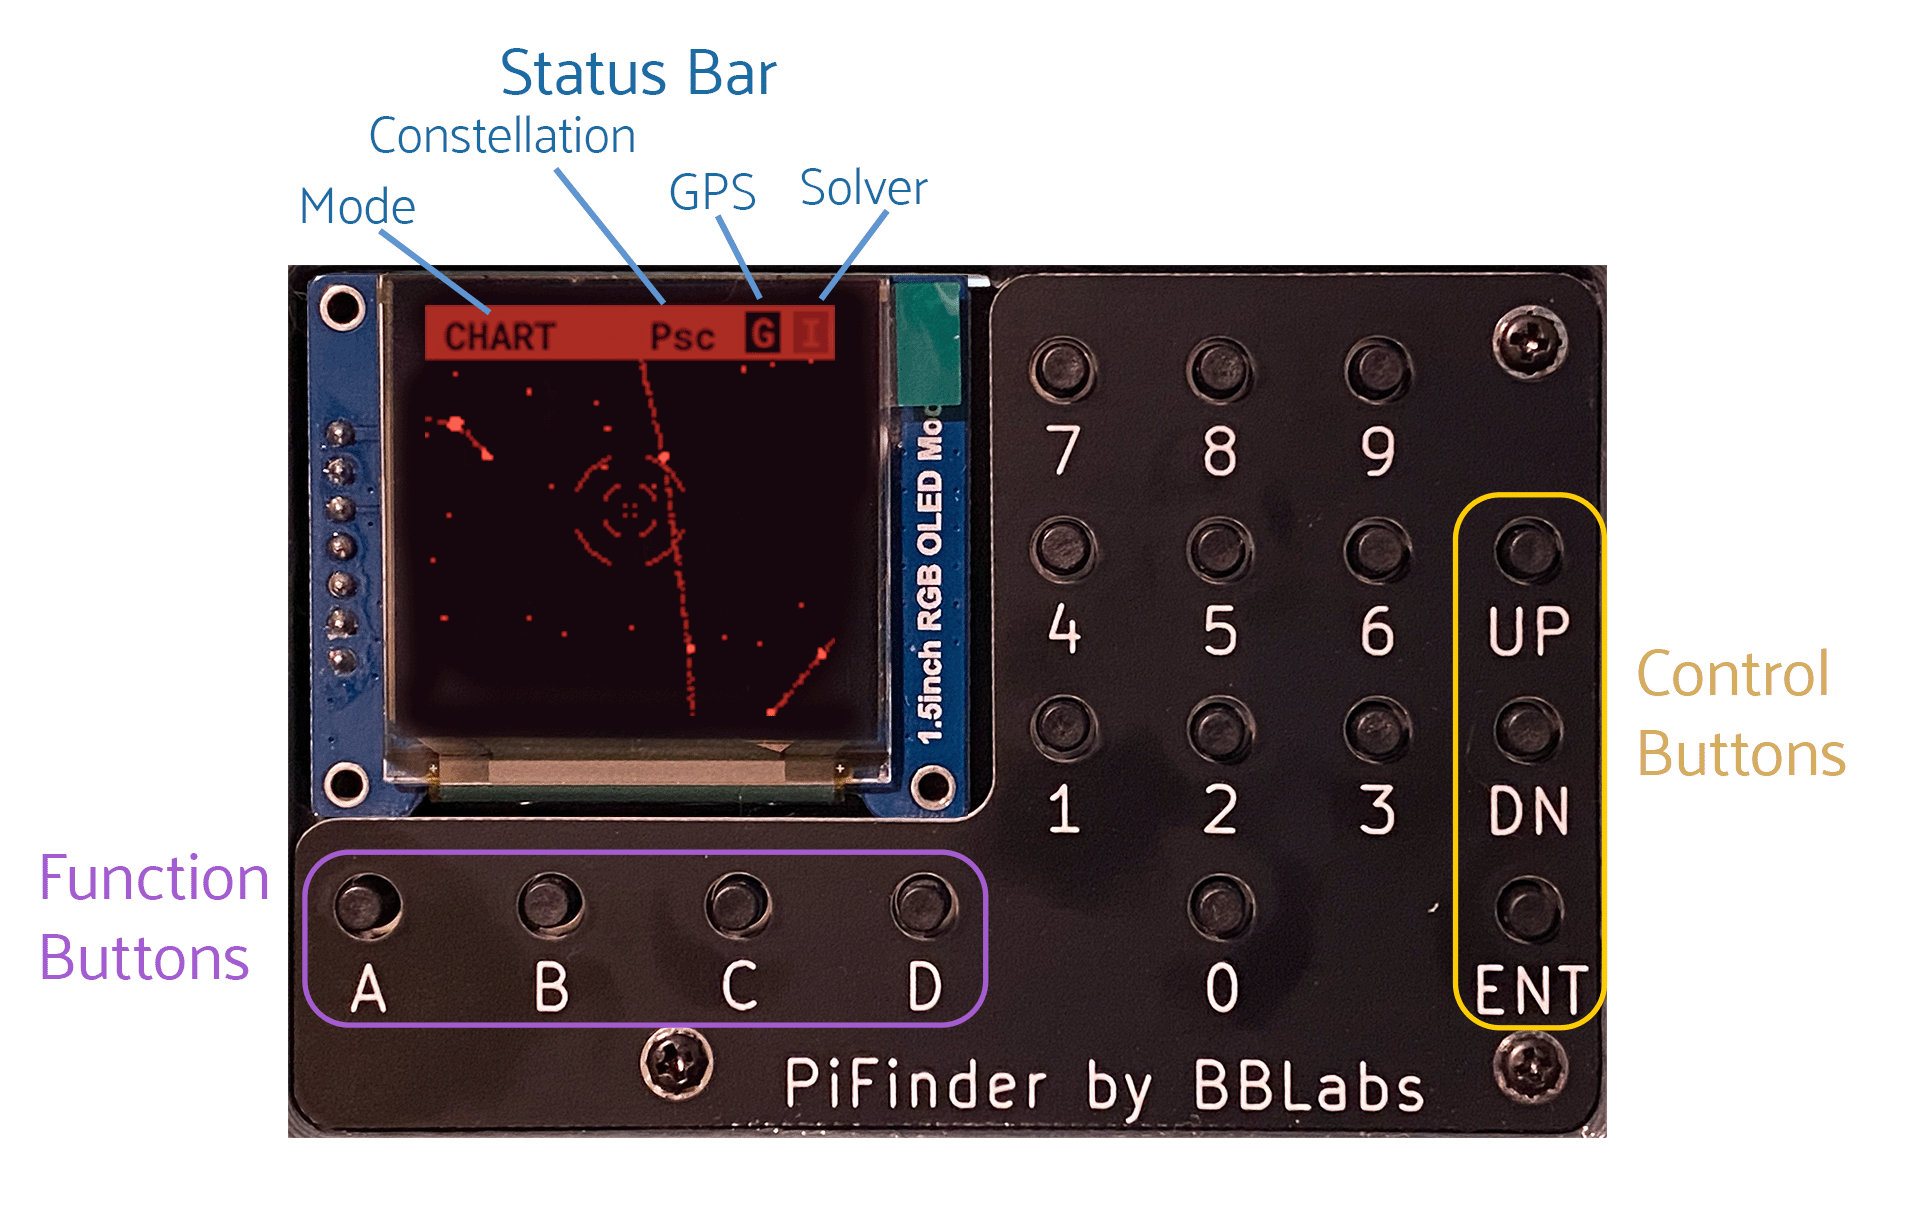 Status Bar
Constellation
Mode
GPS
Solver
CHART Psc G I
1.5inch RGB OLED Mo
7 8 9
4 5 6 UP
1 2 3 DN
0 ENT
Control
Buttons
Function
Buttons
A B C D
PiFinder by BBLabs